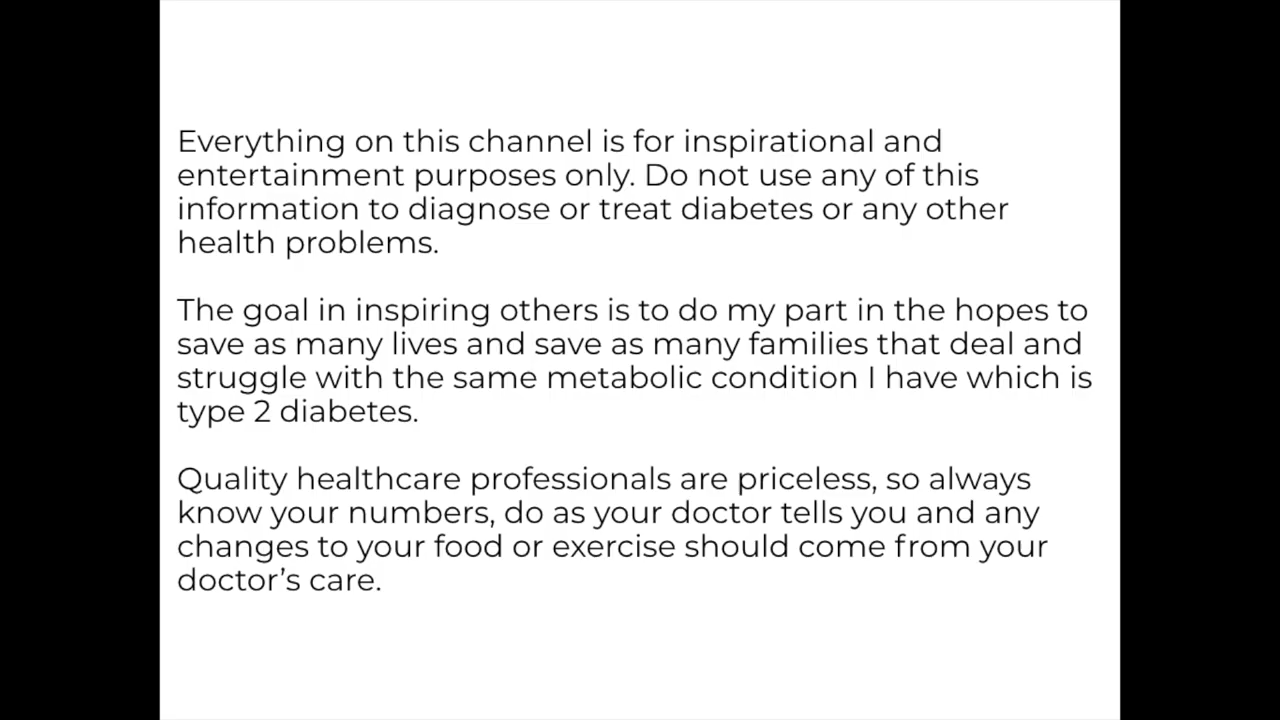 Everything on this channel is for inspirational and
entertainment purposes only. Do not use any of this
information to diagnose or treat diabetes or any other
health problems.
The goal in inspiring others is to do my part in the hopes to
save as many lives and save as many families that deal and
struggle with the same metabolic condition I have which is
type 2 diabetes.
Quality healthcare professionals are priceless, so always
know your numbers, do as your doctor tells you and any
changes to your food or exercise should come from your
doctor’s care.